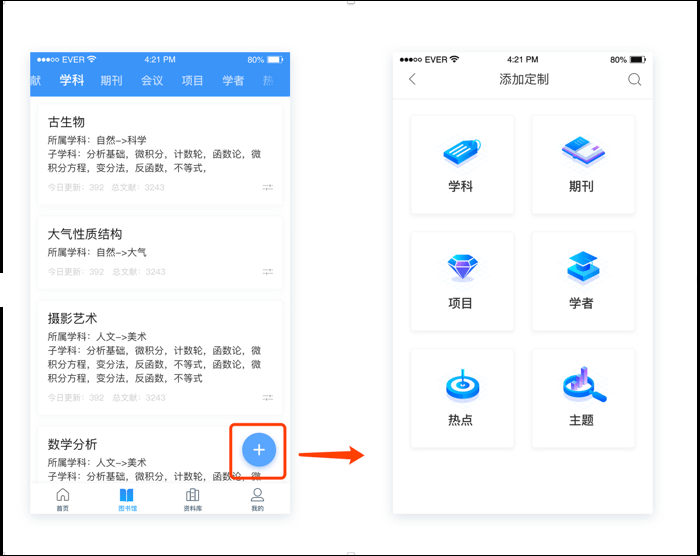 EVER 4:21 PM 80%
献 学科 期刊 会议 项目 学者 热
古生物
所属学科：自然–>科学
子学科：分析基础，微积分，计数轮，函数论，微
积分方程，变分法，反函数，不等式，
今日更新：392 总文献：3243
大气性质结构
所属学科：自然–>大气
今日更新：392 总文献：3243
摄影艺术
所属学科：人文–>美术
子学科：分析基础，微积分，计数轮，函数论，微
积分方程，变分法，反函数，不等式，函数论，微
积分方程，变分法，反函数，不等式
今日更新：392 总文献：3243
数学分析
所属学科：人文–>美术
子学科：分析基础，微积分，计数轮，函数论，微
首页 图书馆 资料库 我的
EVER 4:21 PM 80%
添加定制
学科 期刊
项目 学者
热点 主题